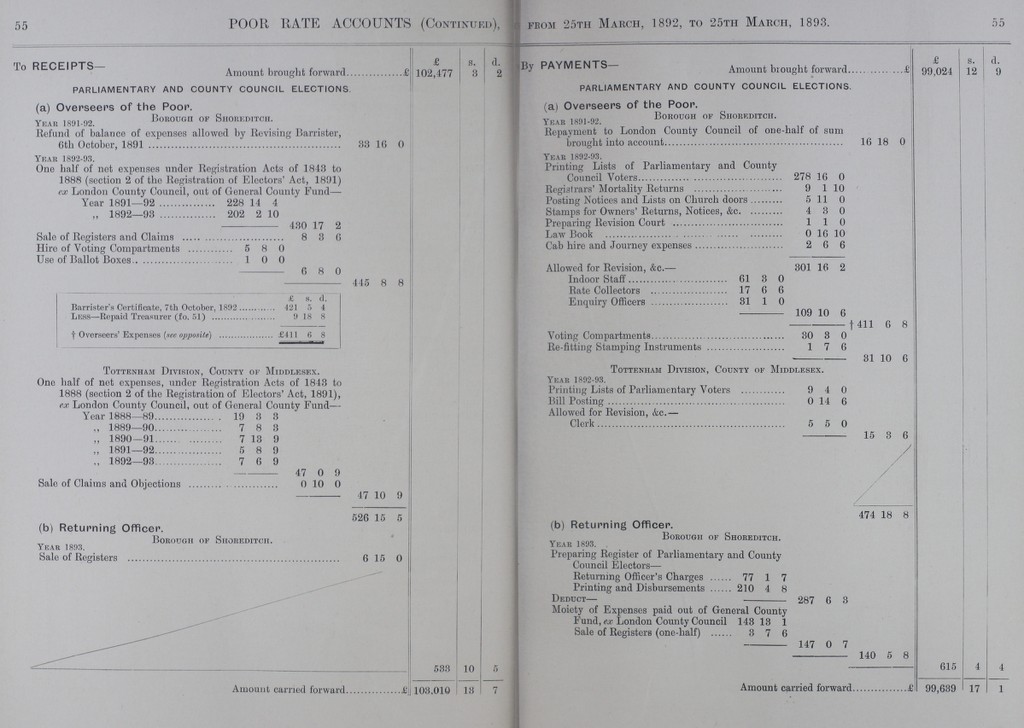 55 POOR RATE ACCOUNTS (Continued),
To RECEIPTS— £ s. d.
Amount brought forward..............£ 102,477 3 2
PARLIAMENTARY AND COUNTY COUNCIL ELECTIONS.
(a) Overseers of the Poor.
Borough of Shoreditch.
Year 1891-92.
Refund of balance of expenses allowed by Revising Barrister,
6th October, 1891 .................................................. 33 16 0
Year 1892-93.
One half of net expenses under Registration Acts of 1843 to
1888 (section 2 of the Registration of Electors' Act, 1891)
ex London County Council, out of General County Fund—
Year 1891—92 ............... 228 14 4
„ 1892—93 ............... 202 2 10
430 17 2
Sale of Registers and Claims ............................ 8 3 6
Hire of Voting Compartments ............ 5 8 0
Use of Ballot Boxes............................ 1 0 0
6 8 0
445 8 8
£ s. d.
Barrister's Certificate, 7th October, 1892............ 421 5 4
Less—Repaid Treasurer (fo. 51) ..................... 9 18 8
† Overseers' Expenses (see opposite) .................. £411 6 8
Tottenham Division, County of Middlesex.
One half of net expenses, under Registration Acts of 1843 to
1888 (section 2 of the Registration of Electors' Act, 1891),
ex London County Council, out of General County Fund—
Year 1888—89.................. 19 3 3
„ 1889—90.................. 7 8 3
„ 1890—91.................. 7 13 9
„ 1891—92.................. 5 8 9
„ 1892—93.................. 7 6 9
47 0 9
Sale of Claims and Objections ........................ 0 10 0
47 10 9
526 15 5
(b) Returning Officer.
Borough of Shoreditch.
Year 1893.
Sale of Registers .................................................. 6 15 0
533 10 5
Amount carried forward..............£ 103,010 13 7
from 25th March, 1892, to 25th March, 1893. 55
By PAYMENTS— £ s. d.
Amount brought forward..............£ 99,024 12 9
PARLIAMENTARY AND COUNTY COUNCIL ELECTIONS.
(a) Overseers of the Poor.
Borough of Shoreditch.
Year 1891-92.
Repayment to London County Council of one-half of sum
brought into account............................................ 16 18 0
Year 1892-93.
Printing Lists of Parliamentary and County
Council Voters.................................... 278 16 0
Registrars' Mortality Returns ...................... 9 1 10
Posting Notices and Lists on Church doors ......... 5 11 0
Stamps for Owners' Returns, Notices, &c. ......... 4 3 0
Preparing Revision Court ............................ 1 1 0
Law Book ............................................ 0 16 10
Cab hire and Journey expenses...................... 2 6 6
301 16 2
Allowed for Revision, &c.—
Indoor Staff........................ 61 3 0
Rate Collectors .................. 17 6 6
Enquiry Officers .................. 31 1 0
109 10 6
†411 6 8
Voting Compartments................................. 30 3 0
Re-fitting Stamping Instruments .................... 1 7 6
31 10 6
Tottenham Division, County of Middlesex.
Year 1892-93.
Printing Lists of Parliamentary Voters ............ 9 4 0
Bill Posting ............................................ 0 14 6
Allowed for Revision, &c.—
Clerk ................................................ 5 5 0
15 3 6
474 18 8
(b) Returning Officer.
Borough of Shoreditch.
Year 1893.
Preparing Register of Parliamentary and County
Council Electors—
Returning Officer's Charges ...... 77 1 7
Printing and Disbursements ...... 210 4 8
287 6 3
Deduct—
Moiety of Expenses paid out of General County
Fund, ex London County Council 143 13 1
Sale of Registers (one-half) ...... 3 7 6
147 0 7
140 5 8
615 4 4
Amount carried forward..............£ 99,639 17 1